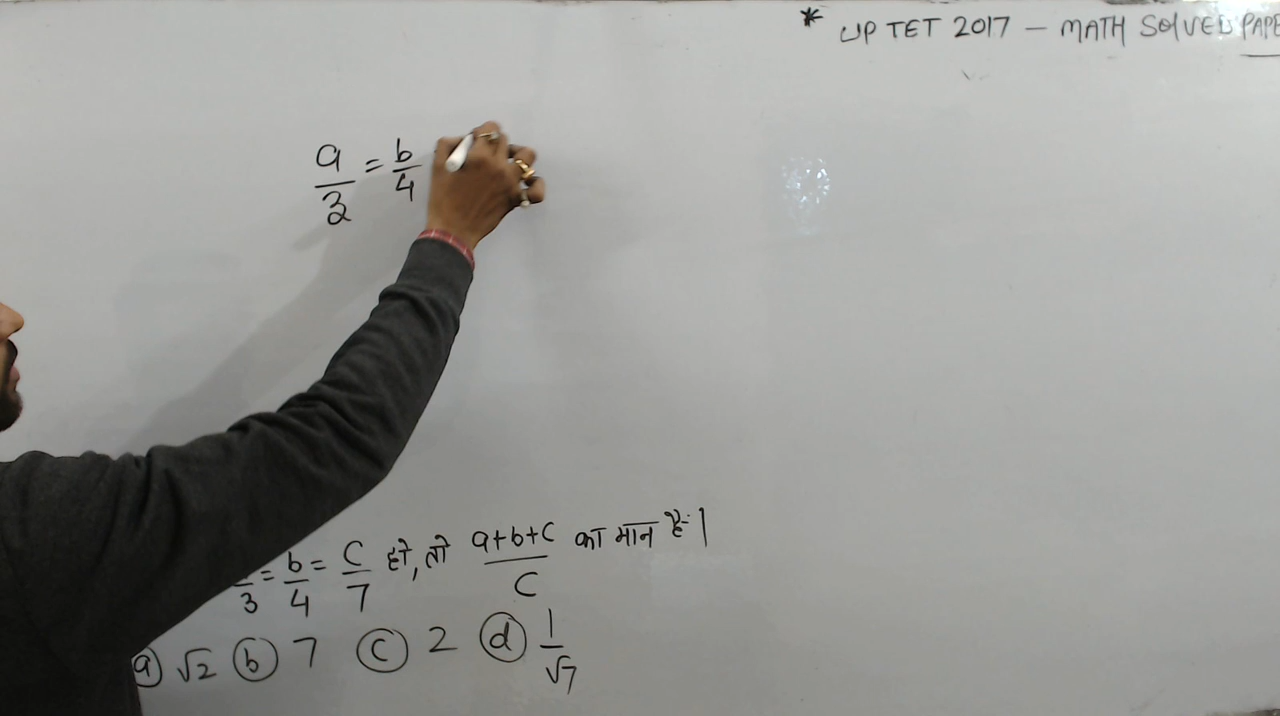 * UP TET 2017 – MATH SOLVED PAPE
a/3 = b/4
/3 = b/4 = C/7 हो, तो a+b+C/C का मान है-।
(a) √2 (b) 7 (c) 2 (d) 1/√7